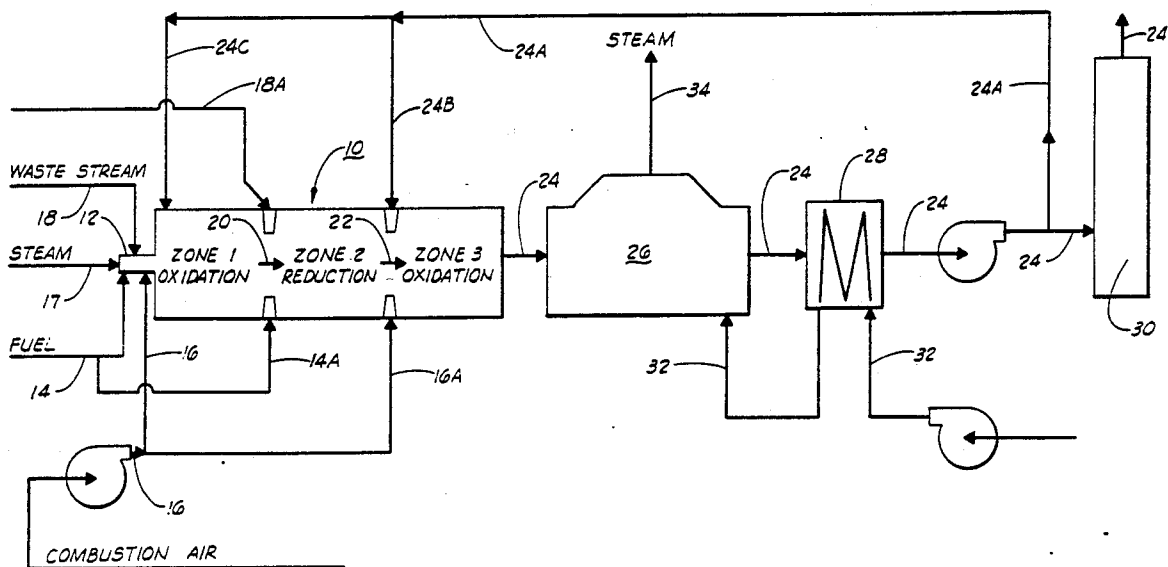 24C
18A
24A
STEAM
34
24B
24A
24
WASTE STREAM
18
12
10
20
22
24
24
28
24
STEAM
17
ZONE 1
OXIDATION
ZONE 2
REDUCTION
ZONE 3
OXIDATION
26
24
30
FUEL
14
16
14A
16A
32
32
16
COMBUSTION AIR